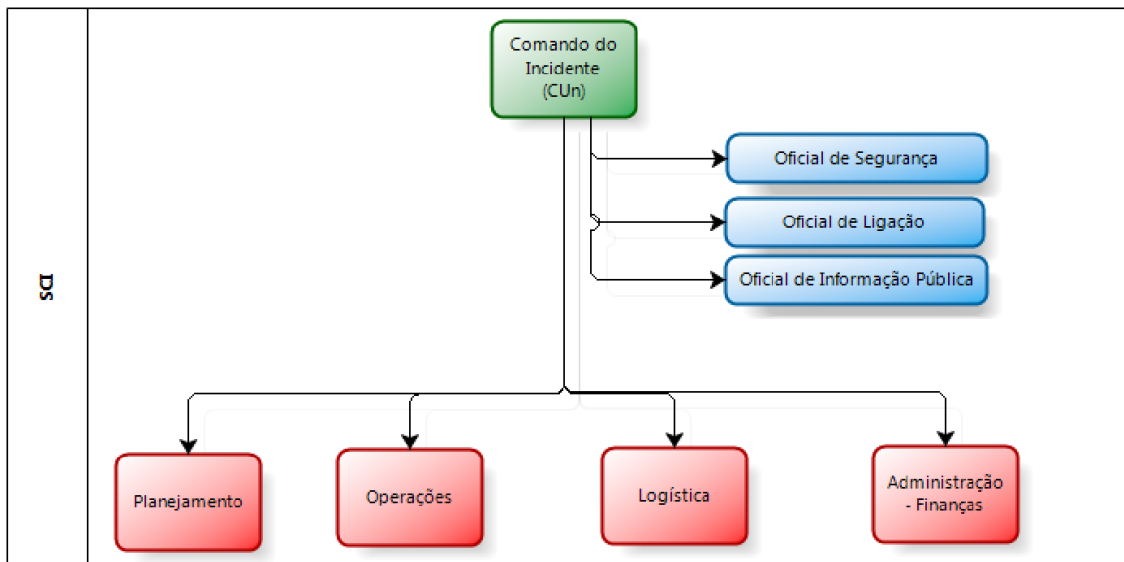 SCI
Comando do
Incidente
(CUn)
Oficial de Segurança
Oficial de Ligação
Oficial de Informação Pública
Planejamento
Operações
Logística
Administração
- Finanças